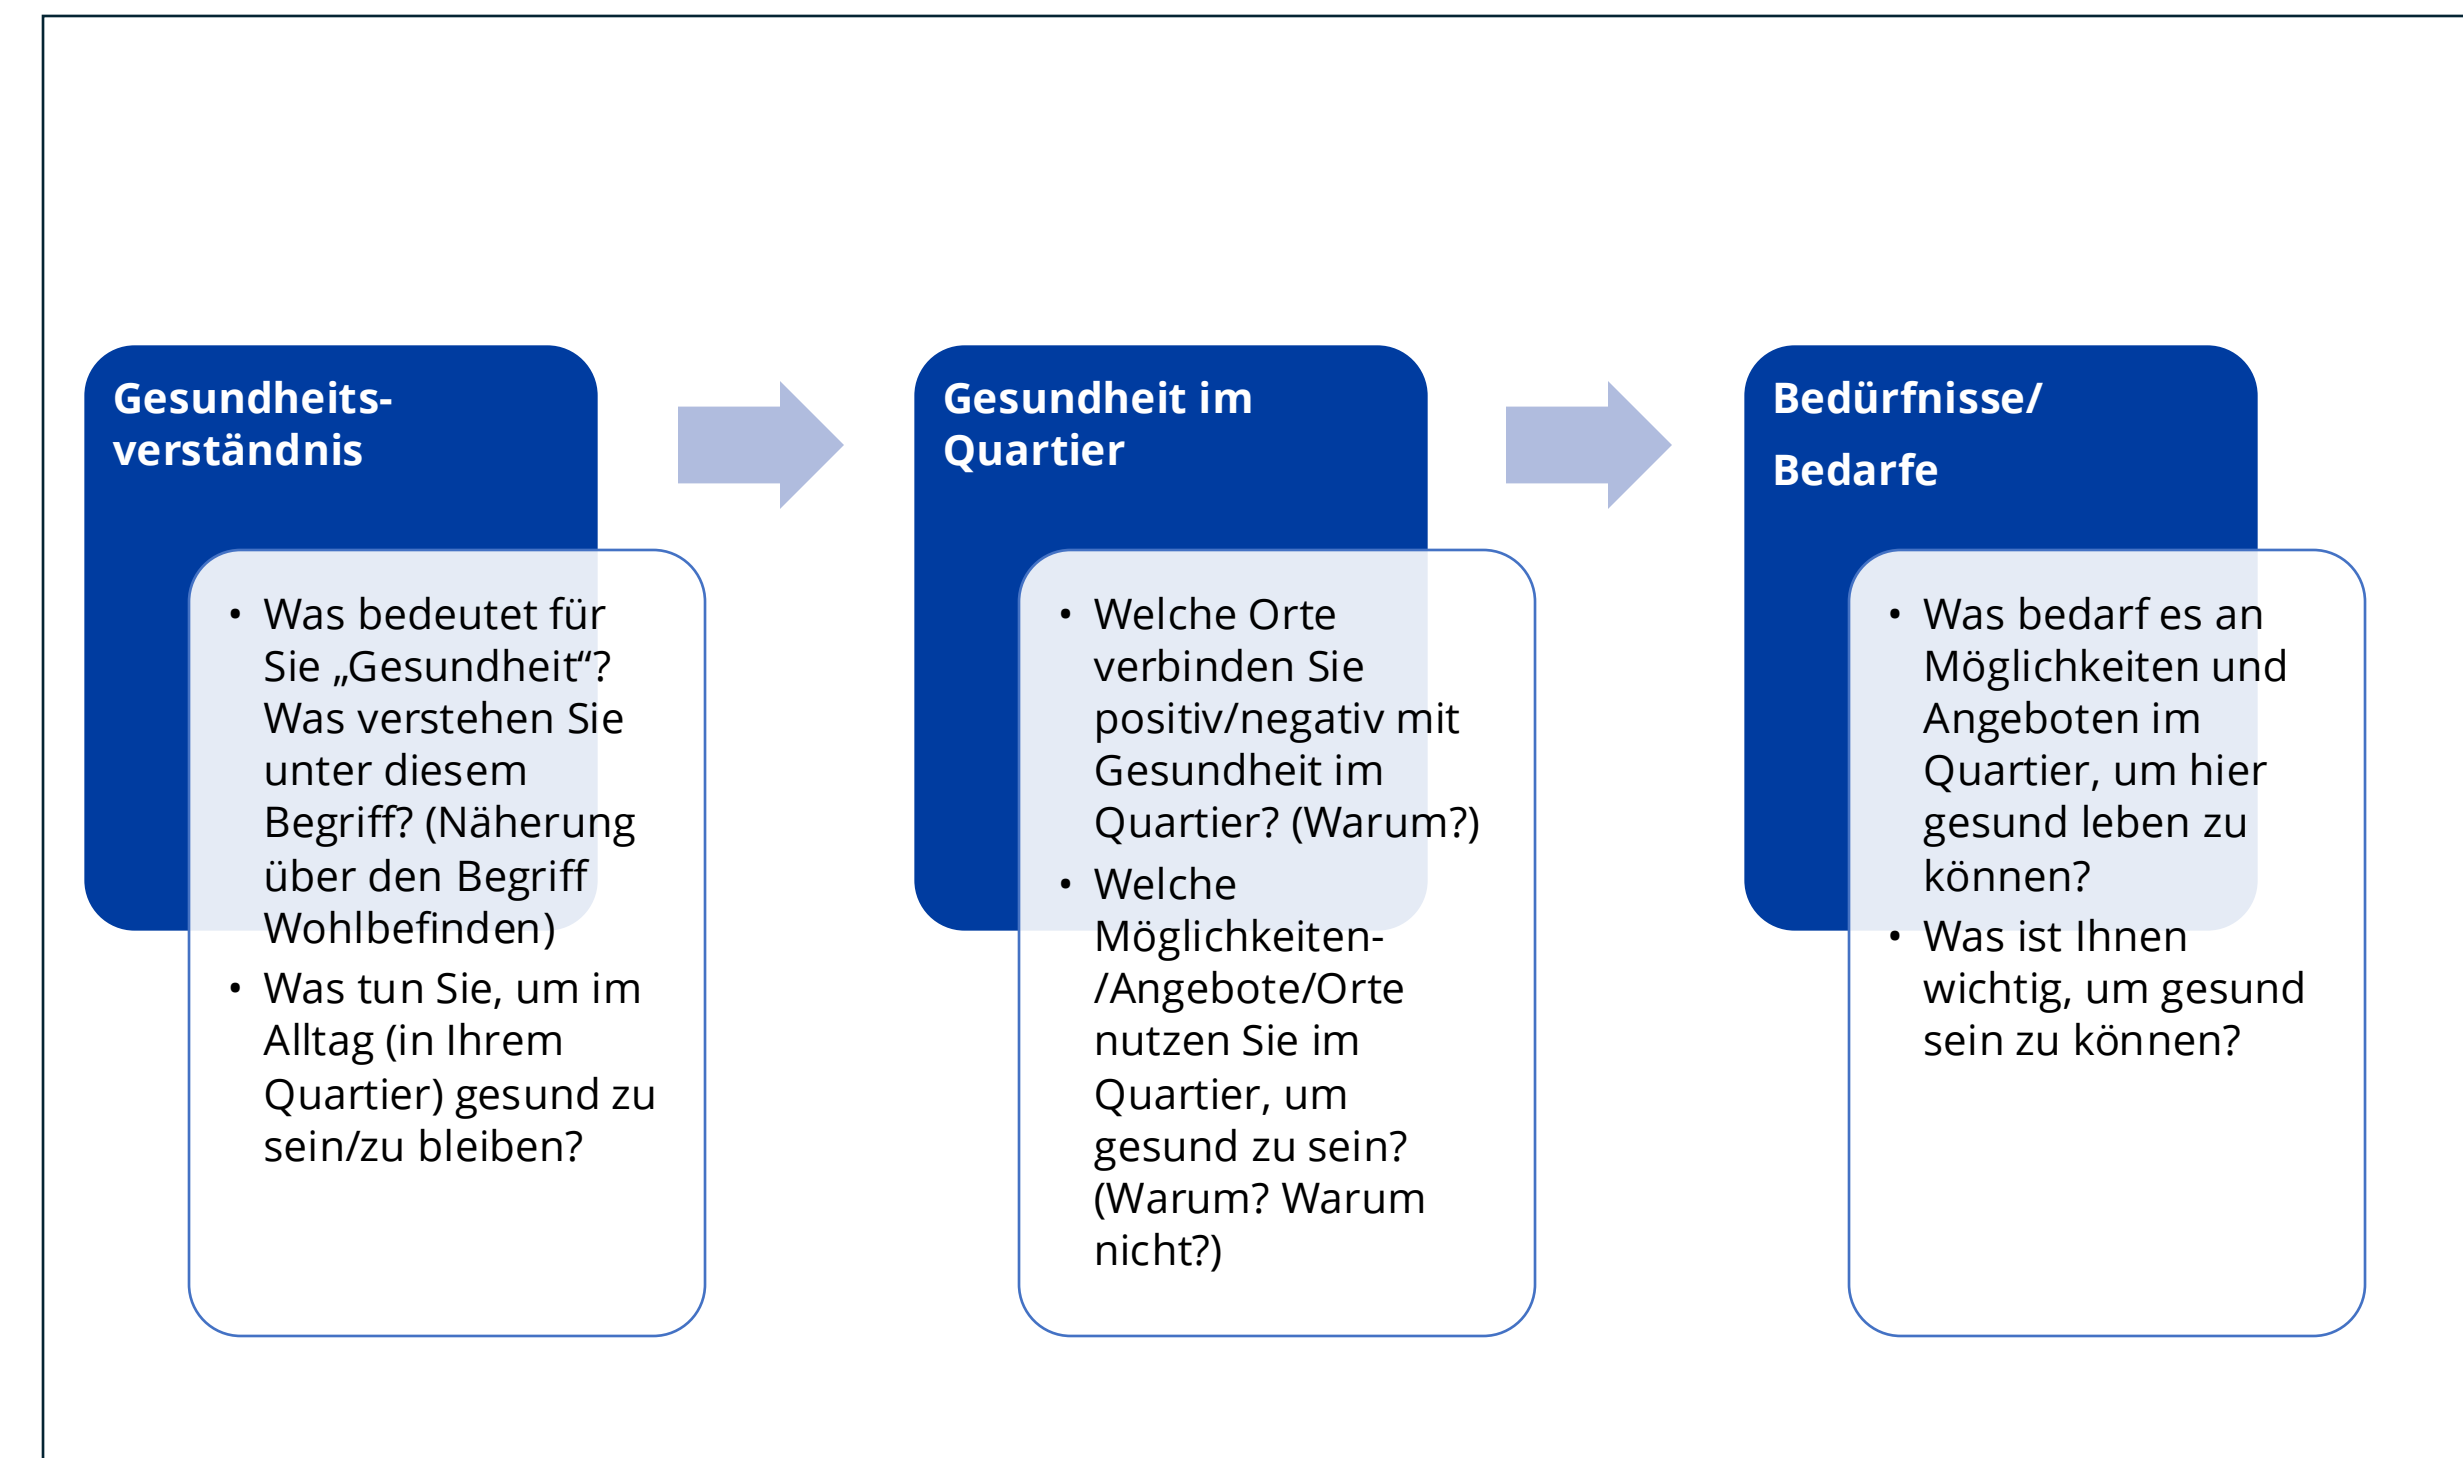 Gesundheits-
verständnis
• Was bedeutet für
Sie „Gesundheit“?
Was verstehen Sie
unter diesem
Begriff? (Näherung
über den Begriff
Wohlbefinden)
• Was tun Sie, um im
Alltag (in Ihrem
Quartier) gesund zu
sein/zu bleiben?
Gesundheit im
Quartier
• Welche Orte
verbinden Sie
positiv/negativ mit
Gesundheit im
Quartier? (Warum?)
• Welche
Möglichkeiten-
/Angebote/Orte
nutzen Sie im
Quartier, um
gesund zu sein?
(Warum? Warum
nicht?)
Bedürfnisse/
Bedarfe
• Was bedarf es an
Möglichkeiten und
Angeboten im
Quartier, um hier
gesund leben zu
können?
• Was ist Ihnen
wichtig, um gesund
sein zu können?